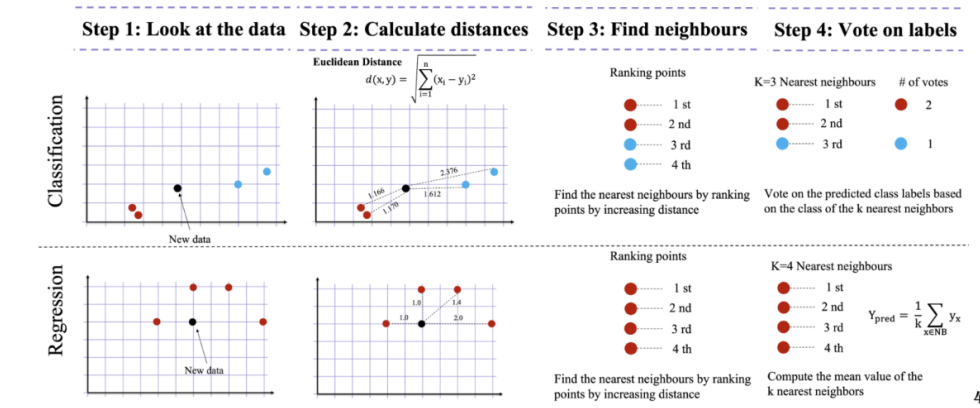 Step 1: Look at the data
Step 2: Calculate distances
Step 3: Find neighbours
Step 4: Vote on labels
Classification
New data
Euclidean Distance
d(x, y) = √ n ∑ i=1 (xᵢ − yᵢ)²
1.166
1.170
2.376
1.612
Ranking points
1 st
2 nd
3 rd
4 th
Find the nearest neighbours by ranking
points by increasing distance
K=3 Nearest neighbours # of votes
1 st 2
2 nd
3 rd 1
Vote on the predicted class labels based
on the class of the k nearest neighbors
Regression
New data
1.0
1.4
1.0
2.0
Ranking points
1 st
2 nd
3 rd
4 th
Find the nearest neighbours by ranking
points by increasing distance
K=4 Nearest neighbours
1 st
2 nd
3 rd
4 th
Ypred = 1/k ∑ x∈NB yx
Compute the mean value of the
k nearest neighbors